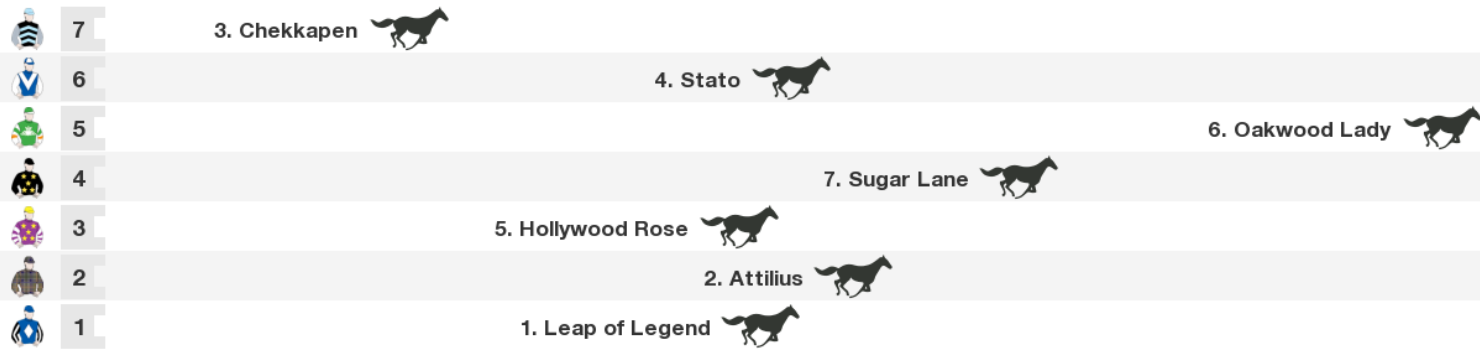 7 3. Chekkapen
6 4. Stato
5 6. Oakwood Lady
4 7. Sugar Lane
3 5. Hollywood Rose
2 2. Attilius
1 1. Leap of Legend